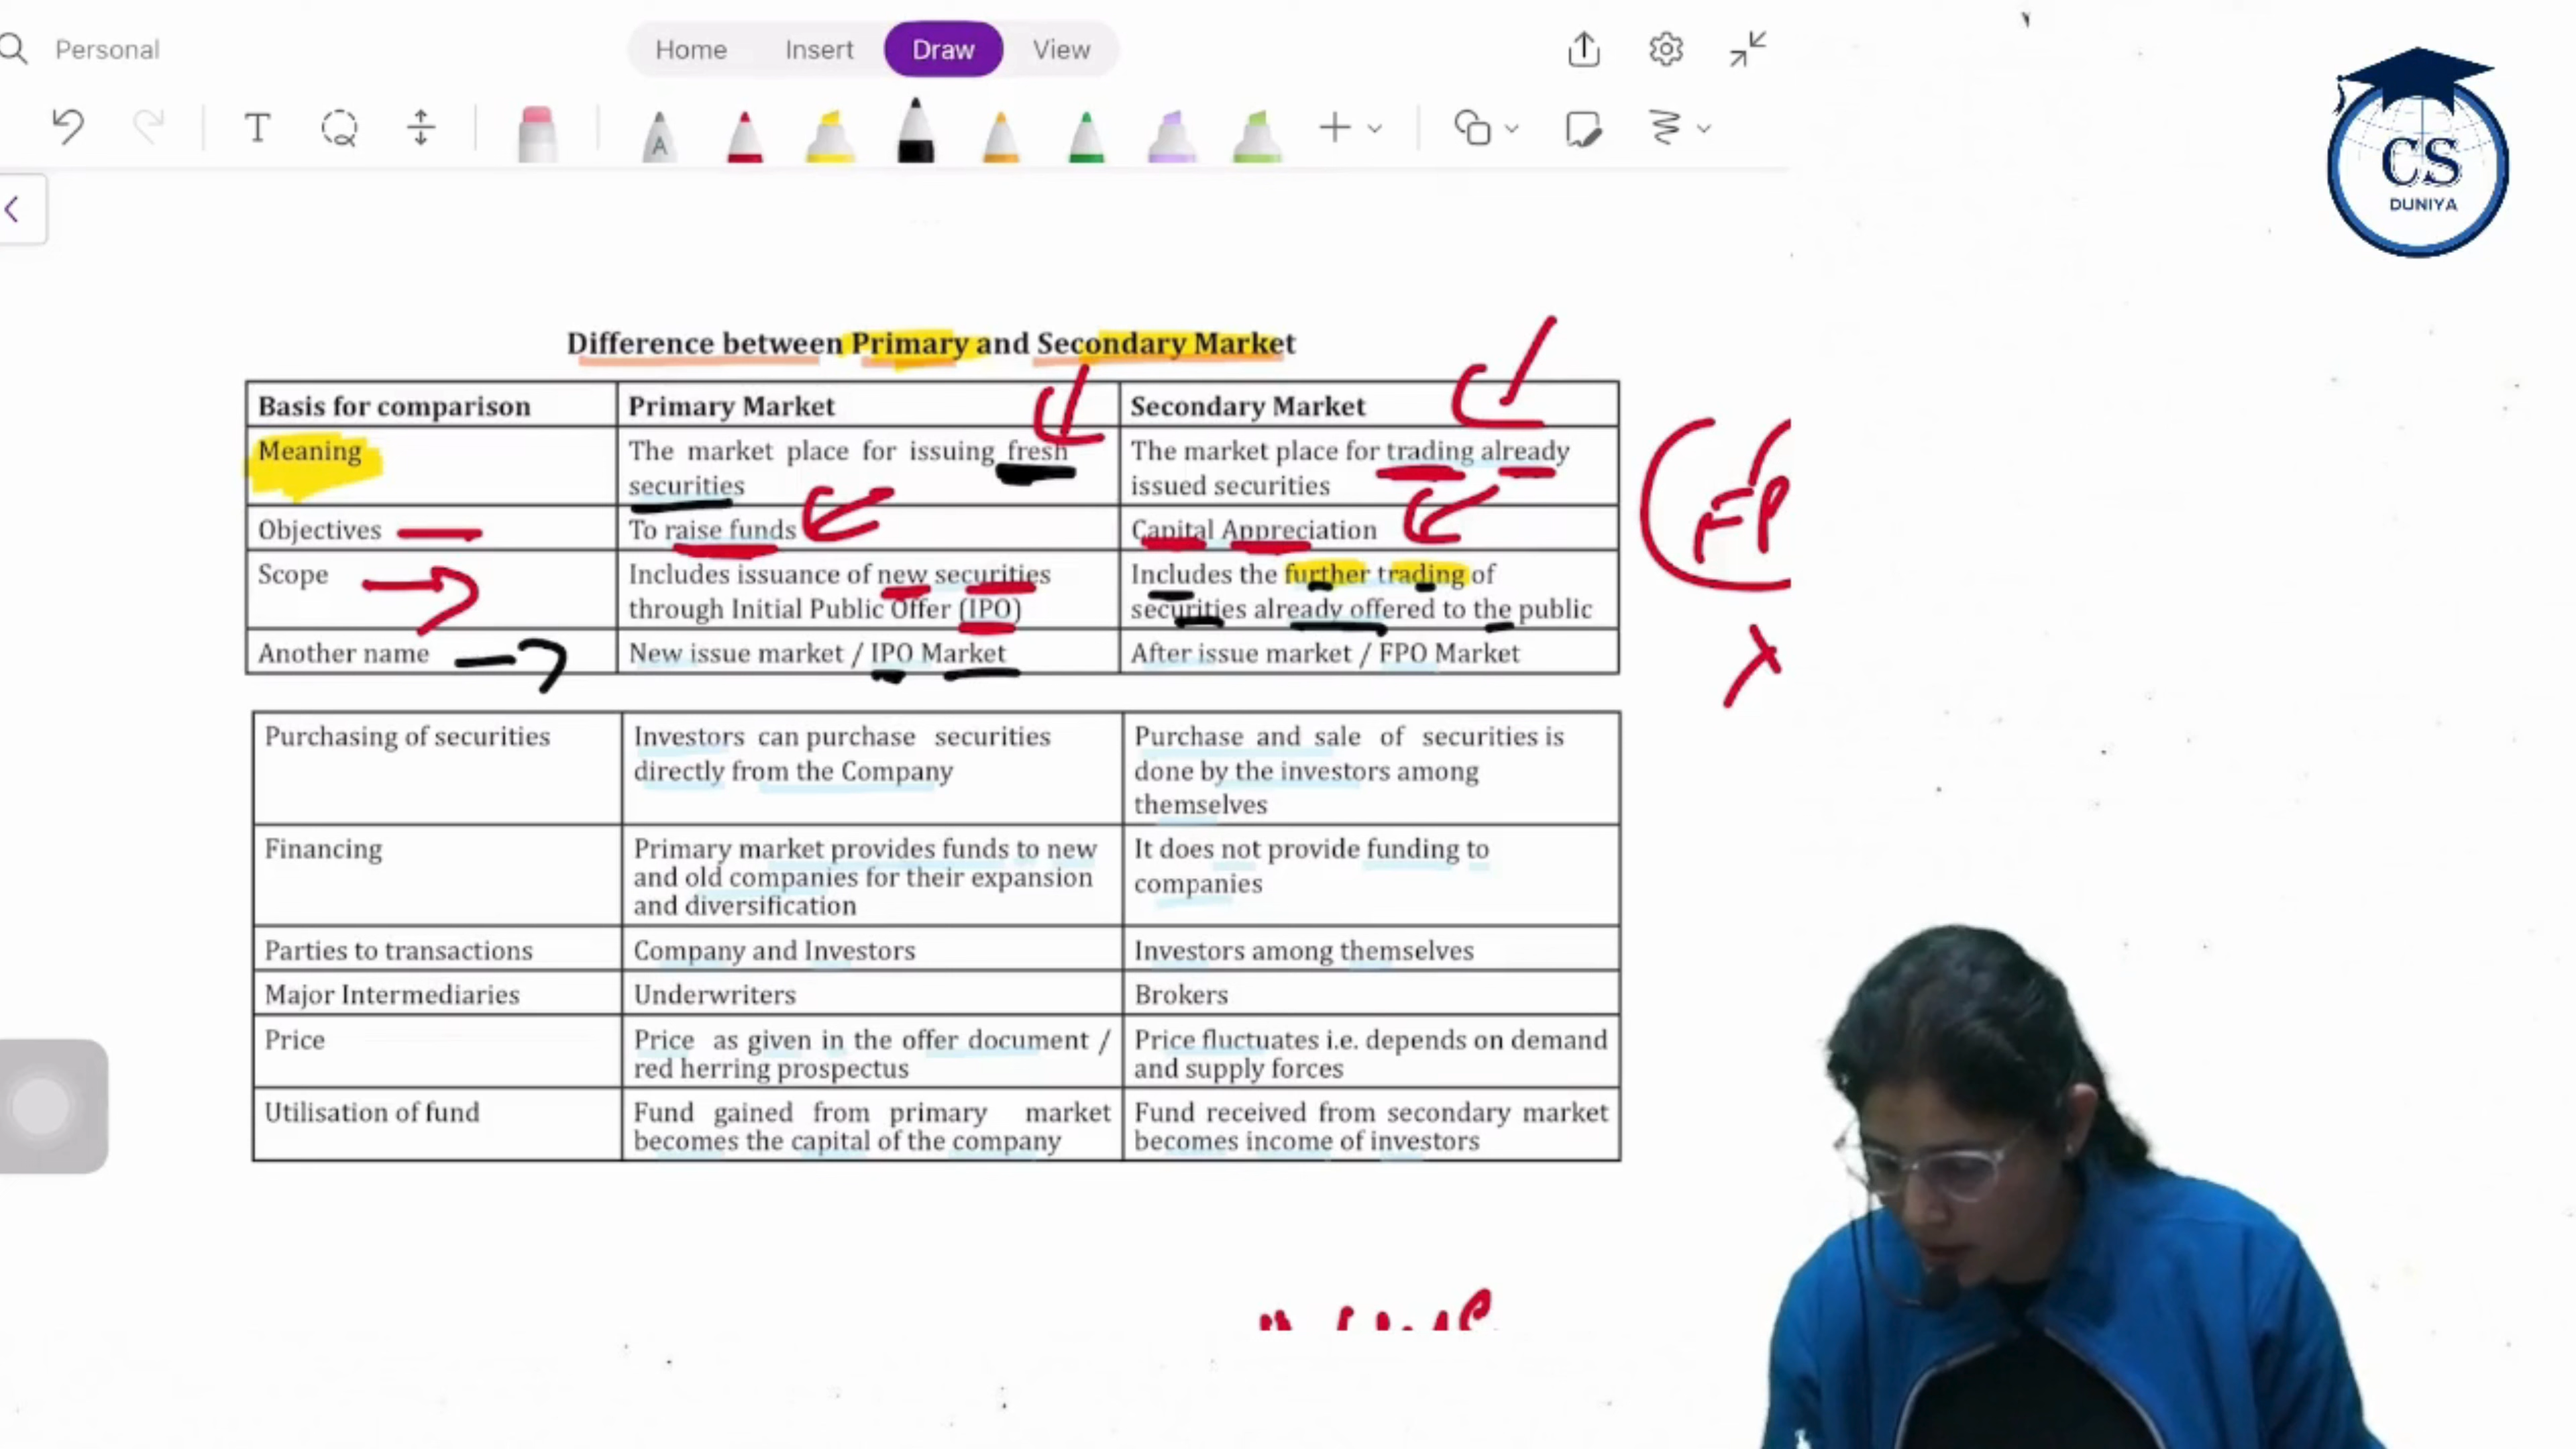 Personal
Home Insert Draw View
T
A
CS
DUNIYA
Difference between Primary and Secondary Market
Basis for comparison Primary Market Secondary Market
Meaning The market place for issuing fresh The market place for trading already
securities issued securities
Objectives To raise funds Capital Appreciation
Scope Includes issuance of new securities Includes the further trading of
through Initial Public Offer (IPO) securities already offered to the public
Another name New issue market / IPO Market After issue market / FPO Market
FP
Purchasing of securities Investors can purchase securities Purchase and sale of securities is
directly from the Company done by the investors among
themselves
Financing Primary market provides funds to new It does not provide funding to
and old companies for their expansion companies
and diversification
Parties to transactions Company and Investors Investors among themselves
Major Intermediaries Underwriters Brokers
Price Price as given in the offer document / Price fluctuates i.e. depends on demand
red herring prospectus and supply forces
Utilisation of fund Fund gained from primary market Fund received from secondary market
becomes the capital of the company becomes income of investors